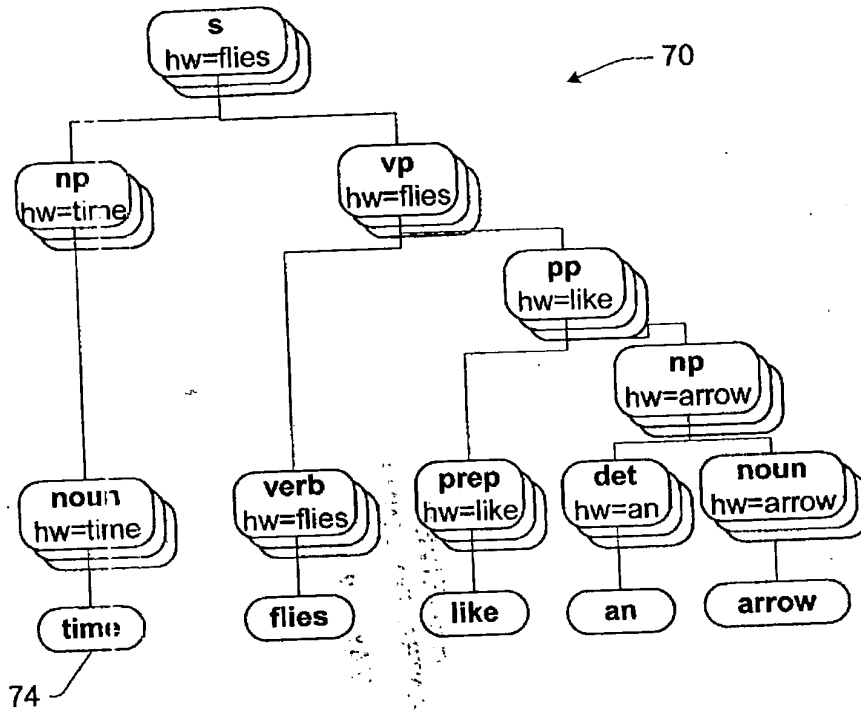 s
hw=flies
70
np
hw=time
vp
hw=flies
pp
hw=like
np
hw=arrow
noun
hw=time
verb
hw=flies
prep
hw=like
det
hw=an
noun
hw=arrow
time
flies
like
an
arrow
74